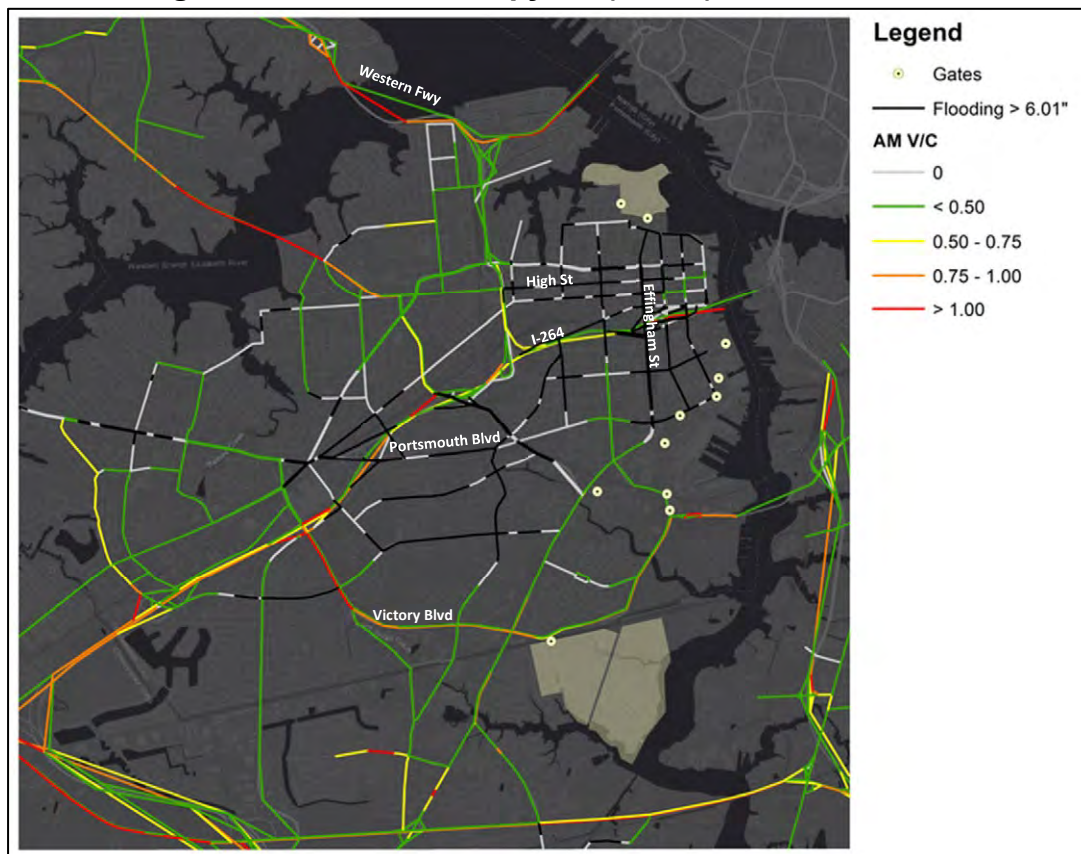 Western Fwy
High St
Effingham St
I-264
Portsmouth Blvd
Victory Blvd
Legend
Gates
Flooding > 6.01"
AM V/C
0
< 0.50
0.50 - 0.75
0.75 - 1.00
> 1.00